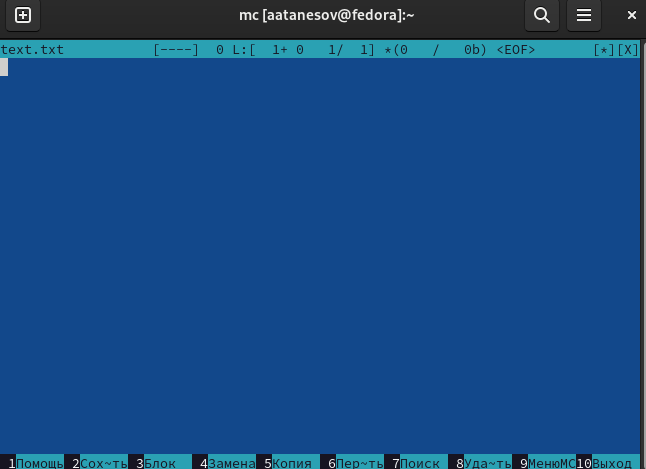 mc [aatanesov@fedora]:~
text.txt [----] 0 L:[ 1+ 0 1/ 1] *(0 / 0b) <EOF> [*][X]
1Помощь 2Сох~ть 3Блок 4Замена 5Копия 6Пер~ть 7Поиск 8Уда~ть 9МенюMC 10Выход